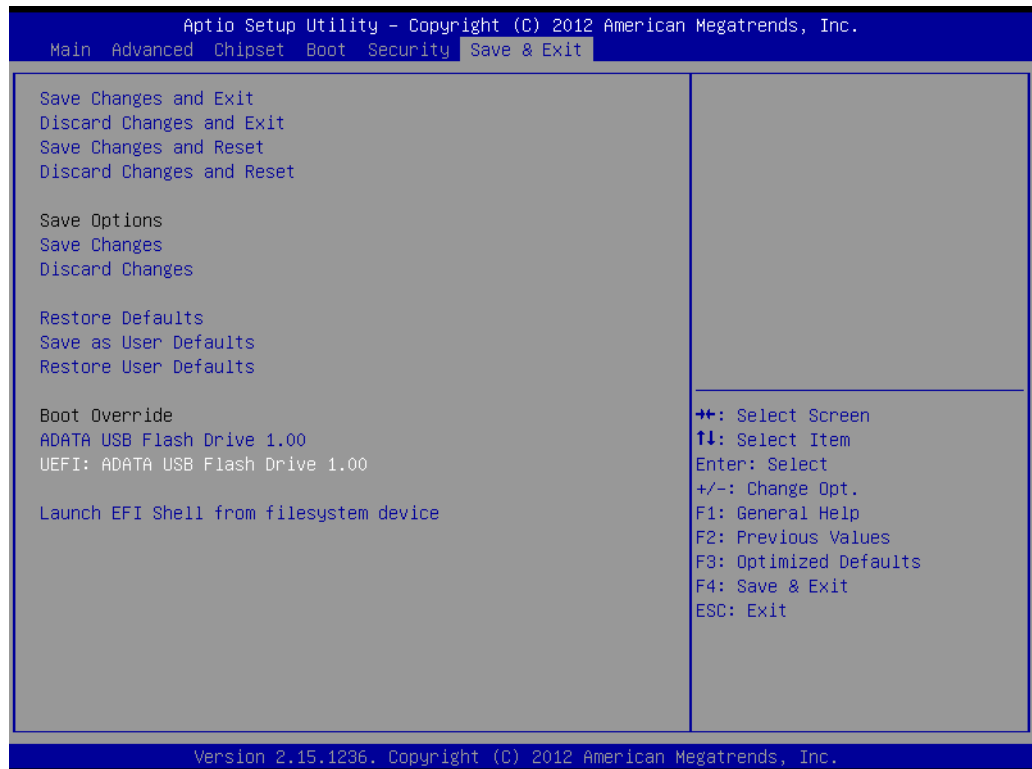 Aptio Setup Utility – Copyright (C) 2012 American Megatrends, Inc.
Main Advanced Chipset Boot Security Save & Exit
Save Changes and Exit
Discard Changes and Exit
Save Changes and Reset
Discard Changes and Reset
Save Options
Save Changes
Discard Changes
Restore Defaults
Save as User Defaults
Restore User Defaults
Boot Override
ADATA USB Flash Drive 1.00
UEFI: ADATA USB Flash Drive 1.00
Launch EFI Shell from filesystem device
→←: Select Screen
↑↓: Select Item
Enter: Select
+/-: Change Opt.
F1: General Help
F2: Previous Values
F3: Optimized Defaults
F4: Save & Exit
ESC: Exit
Version 2.15.1236. Copyright (C) 2012 American Megatrends, Inc.